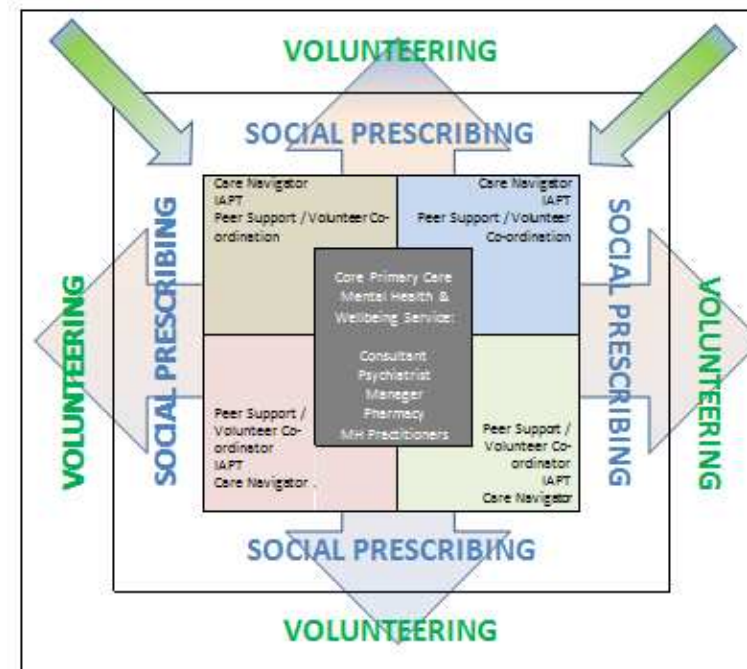 VOLUNTEERING
SOCIAL PRESCRIBING
Care Navigator
IAPT
Peer Support / Volunteer Co-
ordination
Care Navigator
IAPT
Peer Support / Volunteer
Co-ordination
SOCIAL PRESCRIBING
VOLUNTEERING
Core Primary Care
Mental Health &
Wellbeing Service:
Consultant
Psychiatrist
Manager
Pharmacy
MH Practitioners
SOCIAL PRESCRIBING
VOLUNTEERING
Peer Support /
Volunteer Co-
ordinator
IAPT
Care Navigator .
Peer Support /
Volunteer Co-
ordinator
IAPT
Care Navigator
SOCIAL PRESCRIBING
VOLUNTEERING